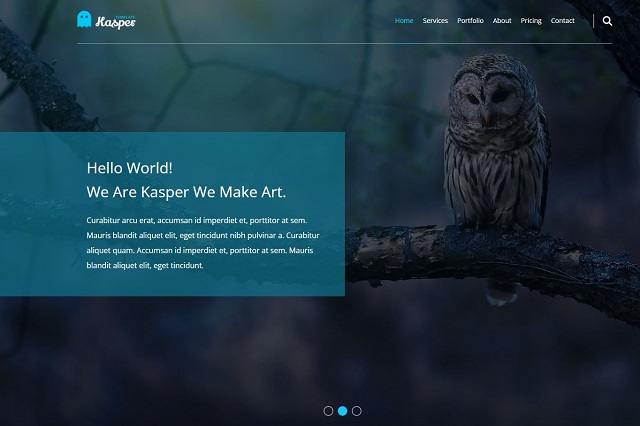 TEMPLATE
Kasper
Home Services Portfolio About Pricing Contact
Hello World!
We Are Kasper We Make Art.
Curabitur arcu erat, accumsan id imperdiet et, porttitor at sem.
Mauris blandit aliquet elit, eget tincidunt nibh pulvinar a. Curabitur
aliquet quam. Accumsan id imperdiet et, porttitor at sem. Mauris
blandit aliquet elit, eget tincidunt.